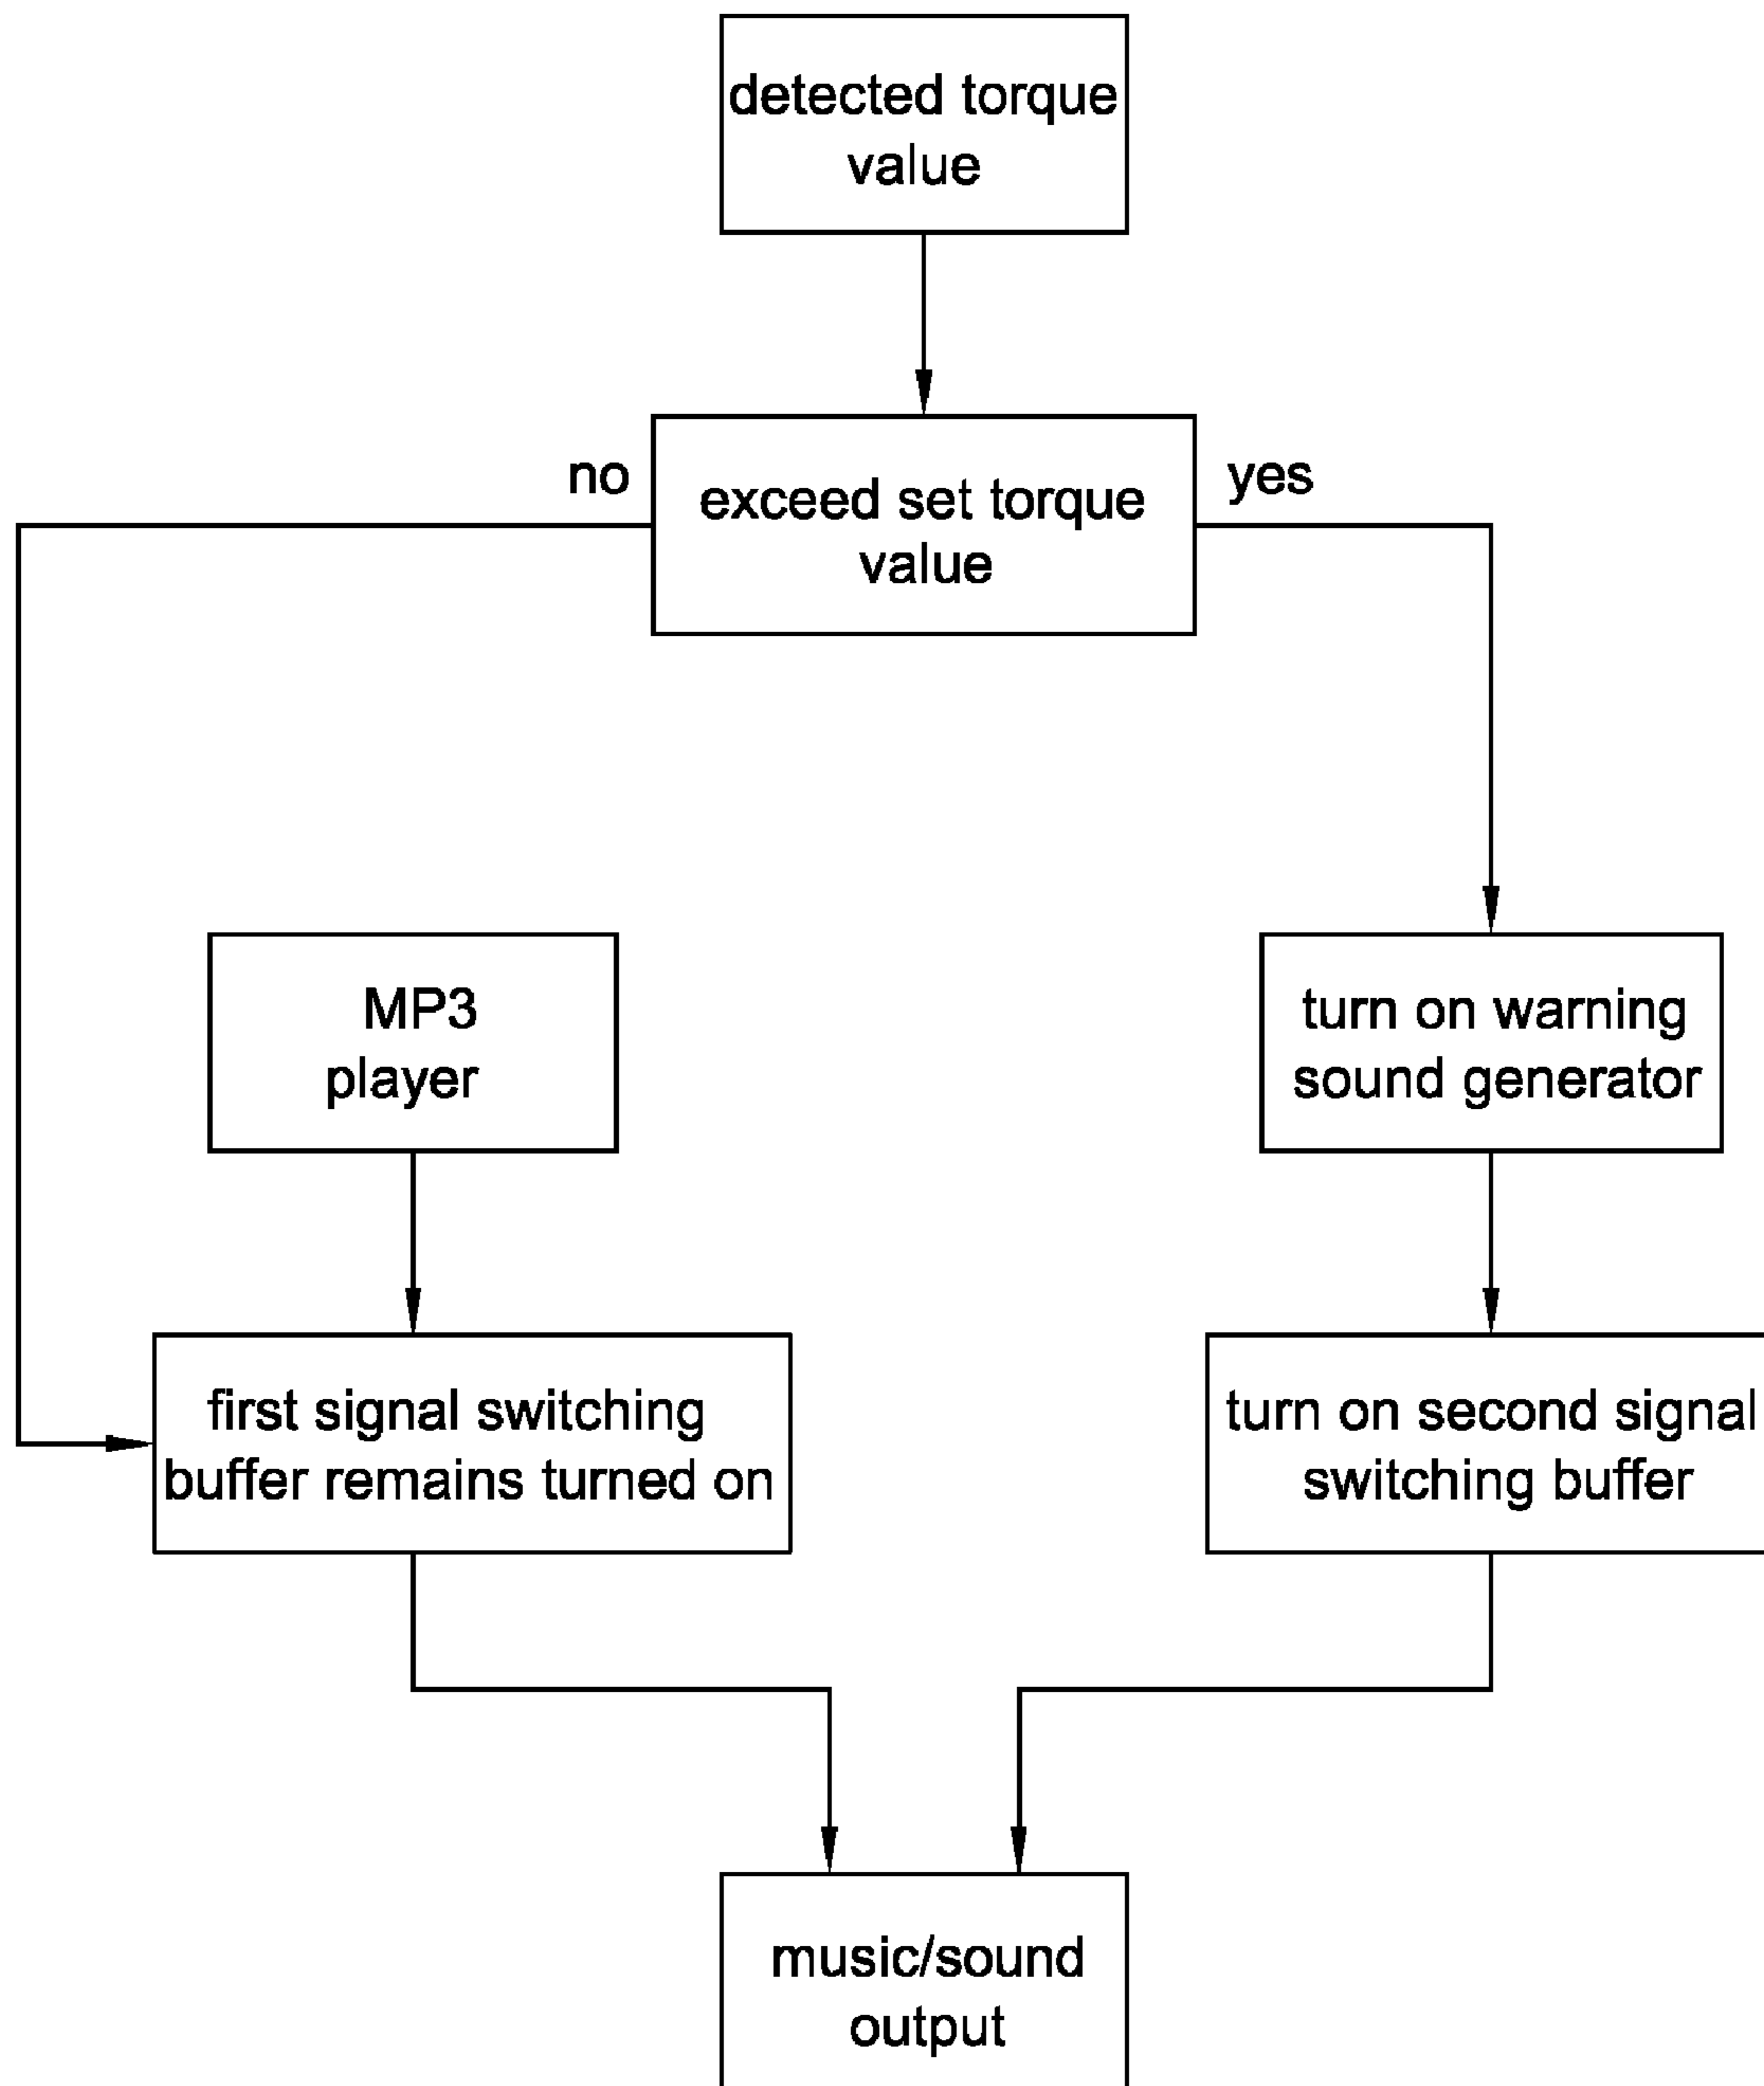 detected torque
value
no
exceed set torque
value
yes
MP3
player
turn on warning
sound generator
first signal switching
buffer remains turned on
turn on second signal
switching buffer
music/sound
output